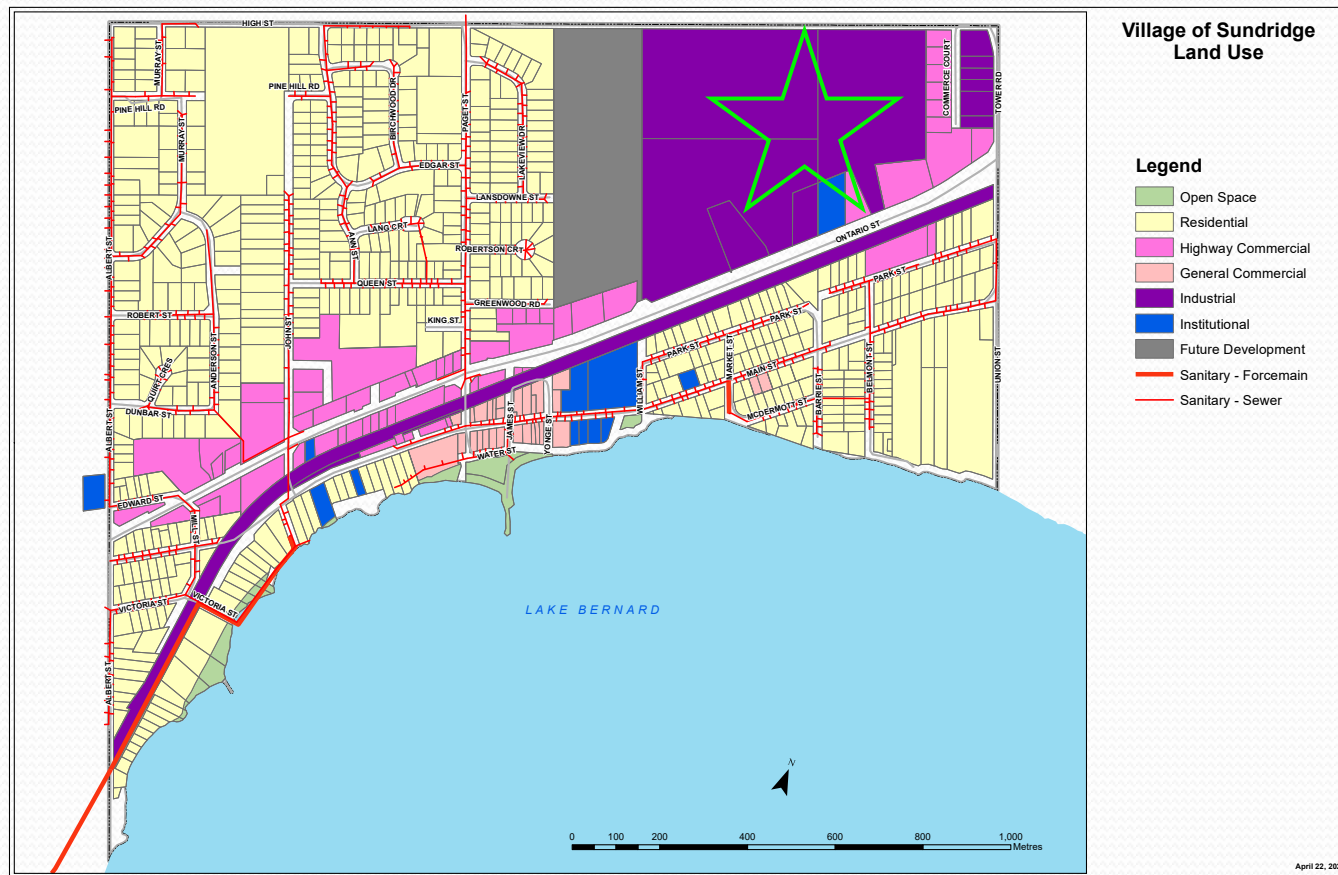 Village of Sundridge
Land Use
Legend
Open Space
Residential
Highway Commercial
General Commercial
Industrial
Institutional
Future Development
Sanitary - Forcemain
Sanitary - Sewer
HIGH ST
MURRAY ST
PINE HILL RD
PINE HILL RD
MURRAY ST
BIRCHWOOD DR
PAGET ST
LAKEVIEW DR
COMMERCE COURT
TOWER RD
EDGAR ST
LANSDOWNE ST
ALBERT ST
ANN ST
LANG CRT
ROBERTSON CRT
ONTARIO ST
QUEEN ST
PARK ST
GREENWOOD RD
ROBERT ST
KING ST
PARK ST
JOHN ST
ANDERSON ST
QUIRT CRES
PARK ST
MARKET ST
MAIN ST
BARRIE ST
BELMONT ST
UNION ST
WILLIAM ST
DUNBAR ST
ALBERT ST
JAMES ST
YONGE ST
MCDERMOTT ST
WATER ST
EDWARD ST
MILL ST
VICTORIA ST
VICTORIA ST
ALBERT ST
LAKE BERNARD
N
0 100 200 400 600 800 1,000
Metres
April 22, 20